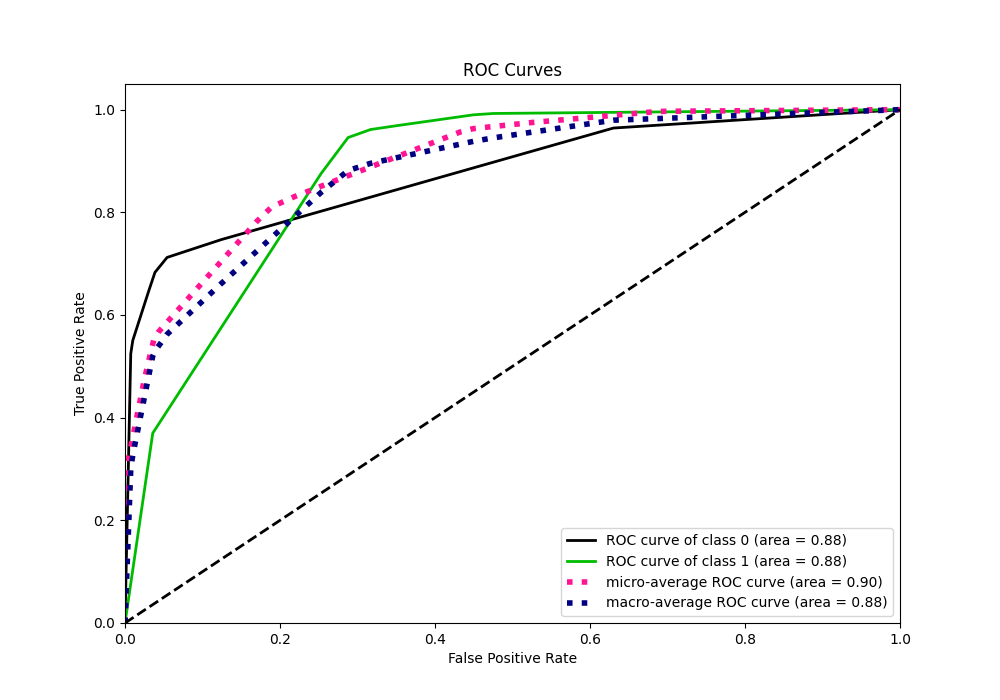 ROC Curves
True Positive Rate
1.0
0.8
0.6
0.4
0.2
0.0
0.0 0.2 0.4 0.6 0.8 1.0
False Positive Rate
ROC curve of class 0 (area = 0.88)
ROC curve of class 1 (area = 0.88)
micro-average ROC curve (area = 0.90)
macro-average ROC curve (area = 0.88)